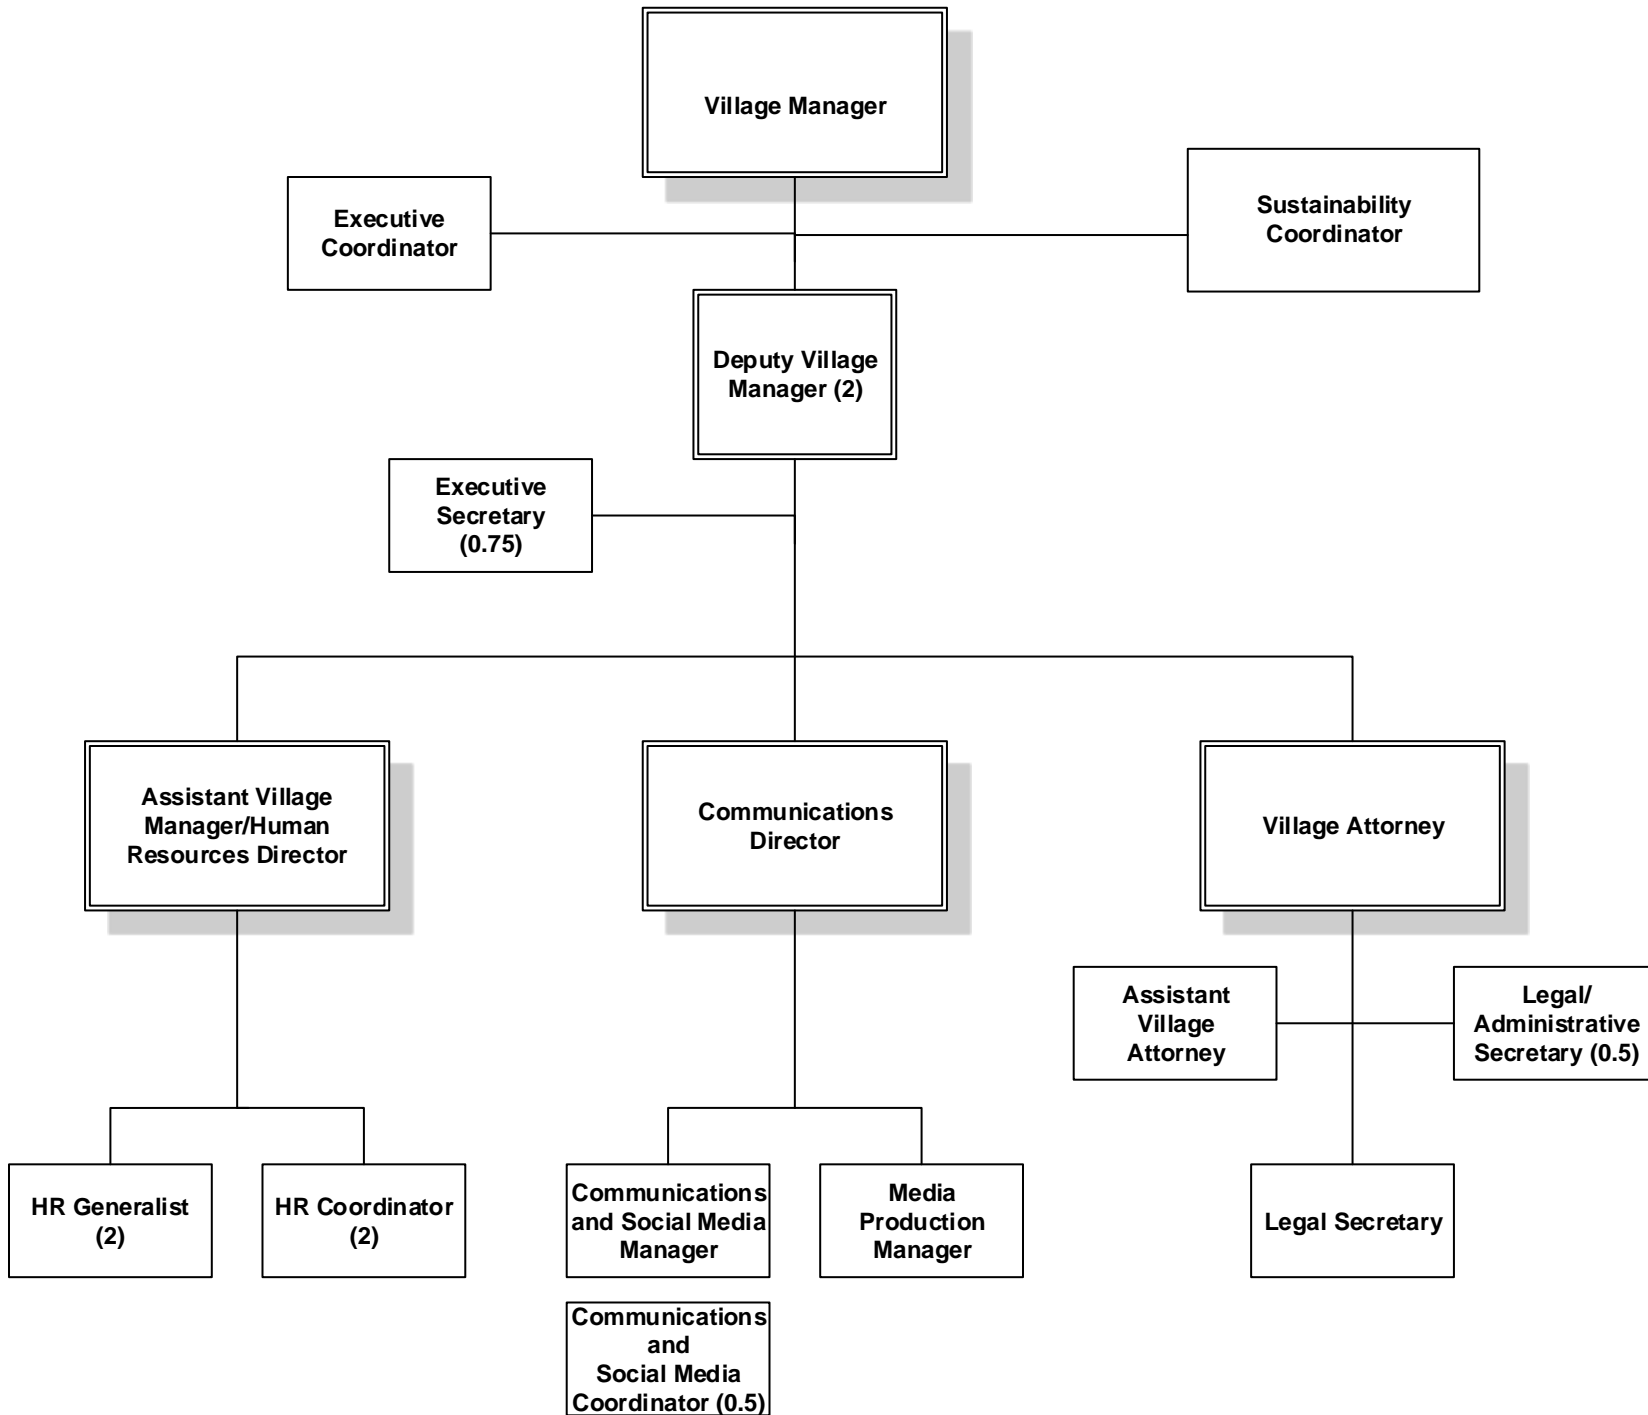 Village Manager
Executive
Coordinator
Sustainability
Coordinator
Deputy Village
Manager (2)
Executive
Secretary
(0.75)
Assistant Village
Manager/Human
Resources Director
Communications
Director
Village Attorney
Assistant
Village
Attorney
Legal/
Administrative
Secretary (0.5)
HR Generalist
(2)
HR Coordinator
(2)
Communications
and Social Media
Manager
Media
Production
Manager
Legal Secretary
Communications
and
Social Media
Coordinator (0.5)